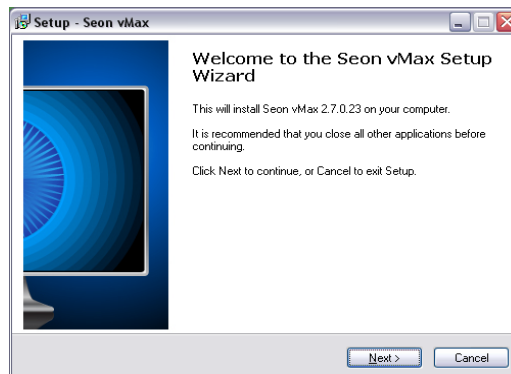 Setup - Seon vMax
Welcome to the Seon vMax Setup
Wizard
This will install Seon vMax 2.7.0.23 on your computer.
It is recommended that you close all other applications before
continuing.
Click Next to continue, or Cancel to exit Setup.
Next >
Cancel